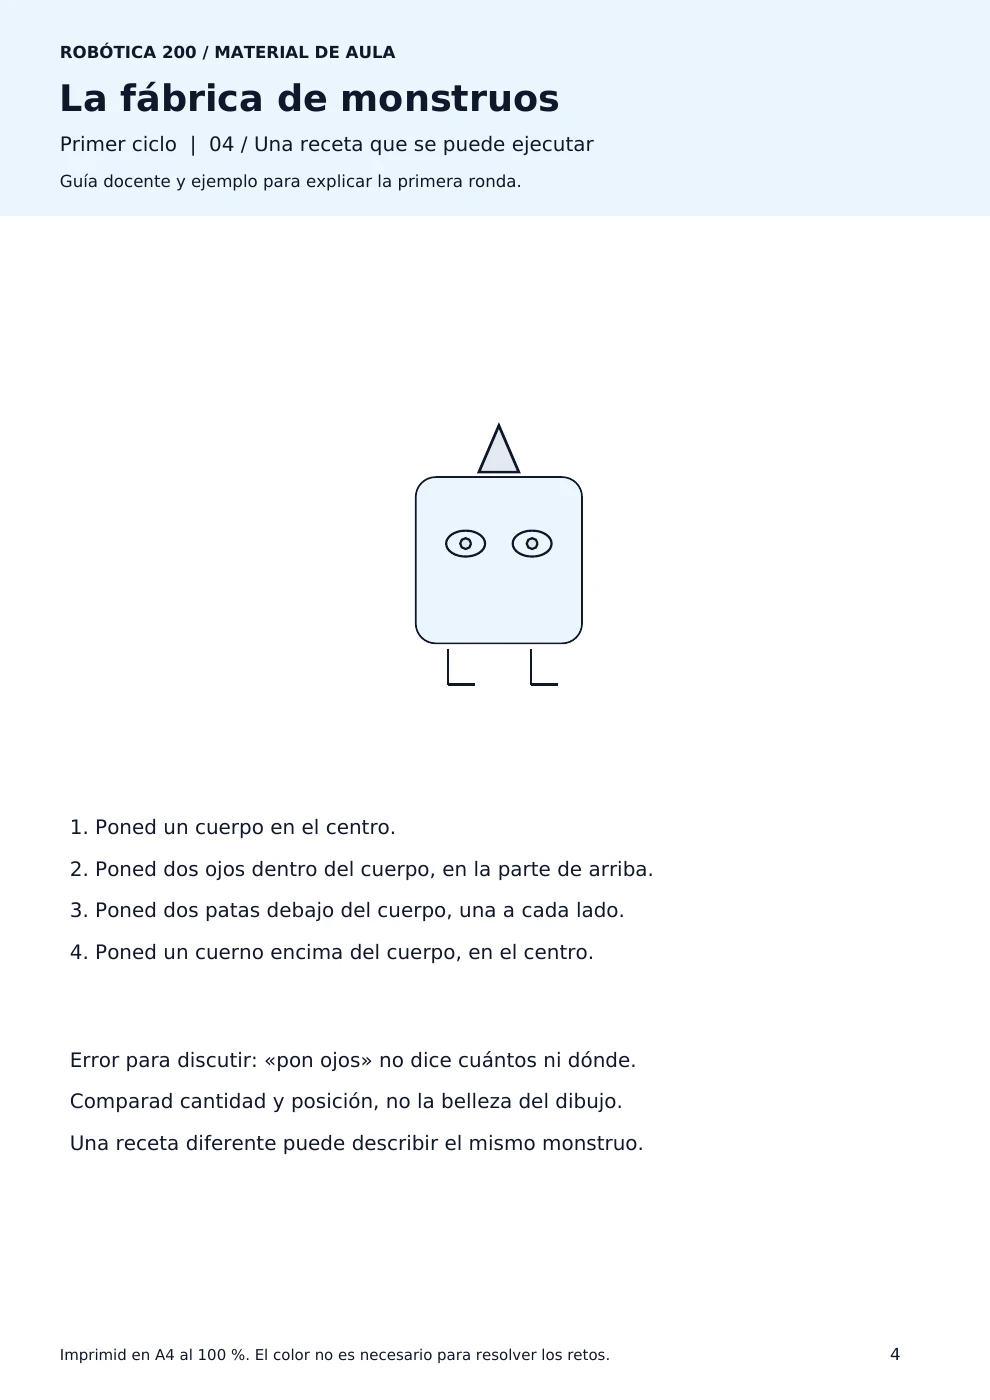 ROBÓTICA 200 / MATERIAL DE AULA
La fábrica de monstruos
Primer ciclo | 04 / Una receta que se puede ejecutar
Guía docente y ejemplo para explicar la primera ronda.
1. Poned un cuerpo en el centro.
2. Poned dos ojos dentro del cuerpo, en la parte de arriba.
3. Poned dos patas debajo del cuerpo, una a cada lado.
4. Poned un cuerno encima del cuerpo, en el centro.
Error para discutir: «pon ojos» no dice cuántos ni dónde.
Comparad cantidad y posición, no la belleza del dibujo.
Una receta diferente puede describir el mismo monstruo.
Imprimid en A4 al 100 %. El color no es necesario para resolver los retos.
4